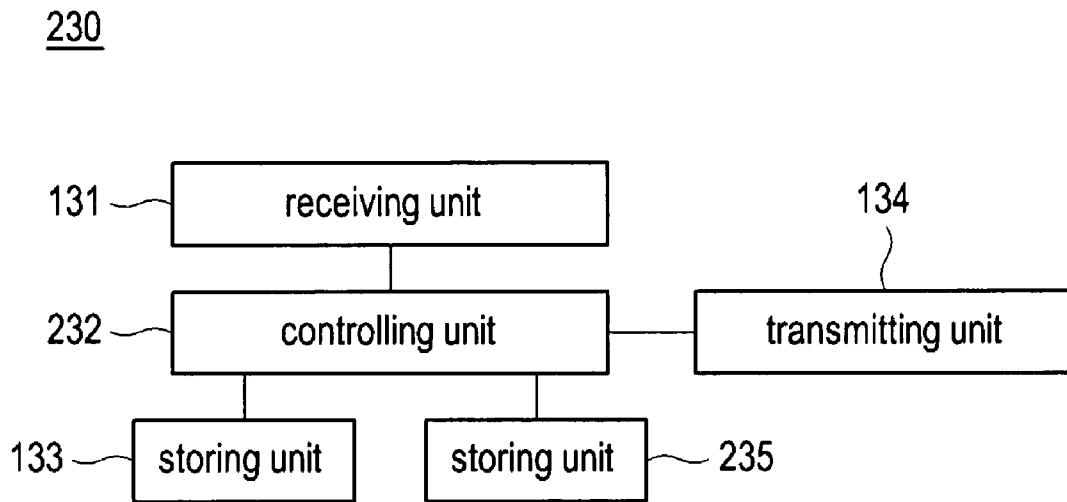 230
131
receiving unit
134
232
controlling unit
transmitting unit
133
storing unit
storing unit
235